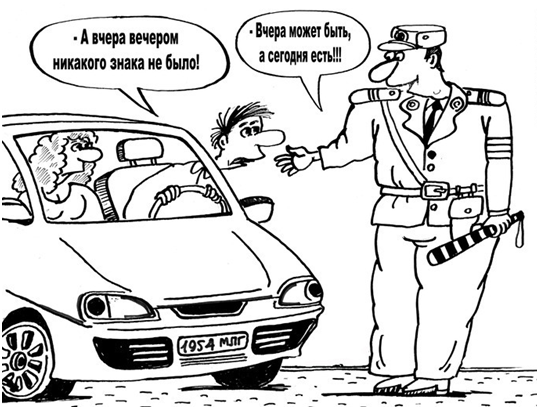 - А вчера вечером
никакого знака не было!
- Вчера может быть,
а сегодня есть!!!
1954 МЛГ